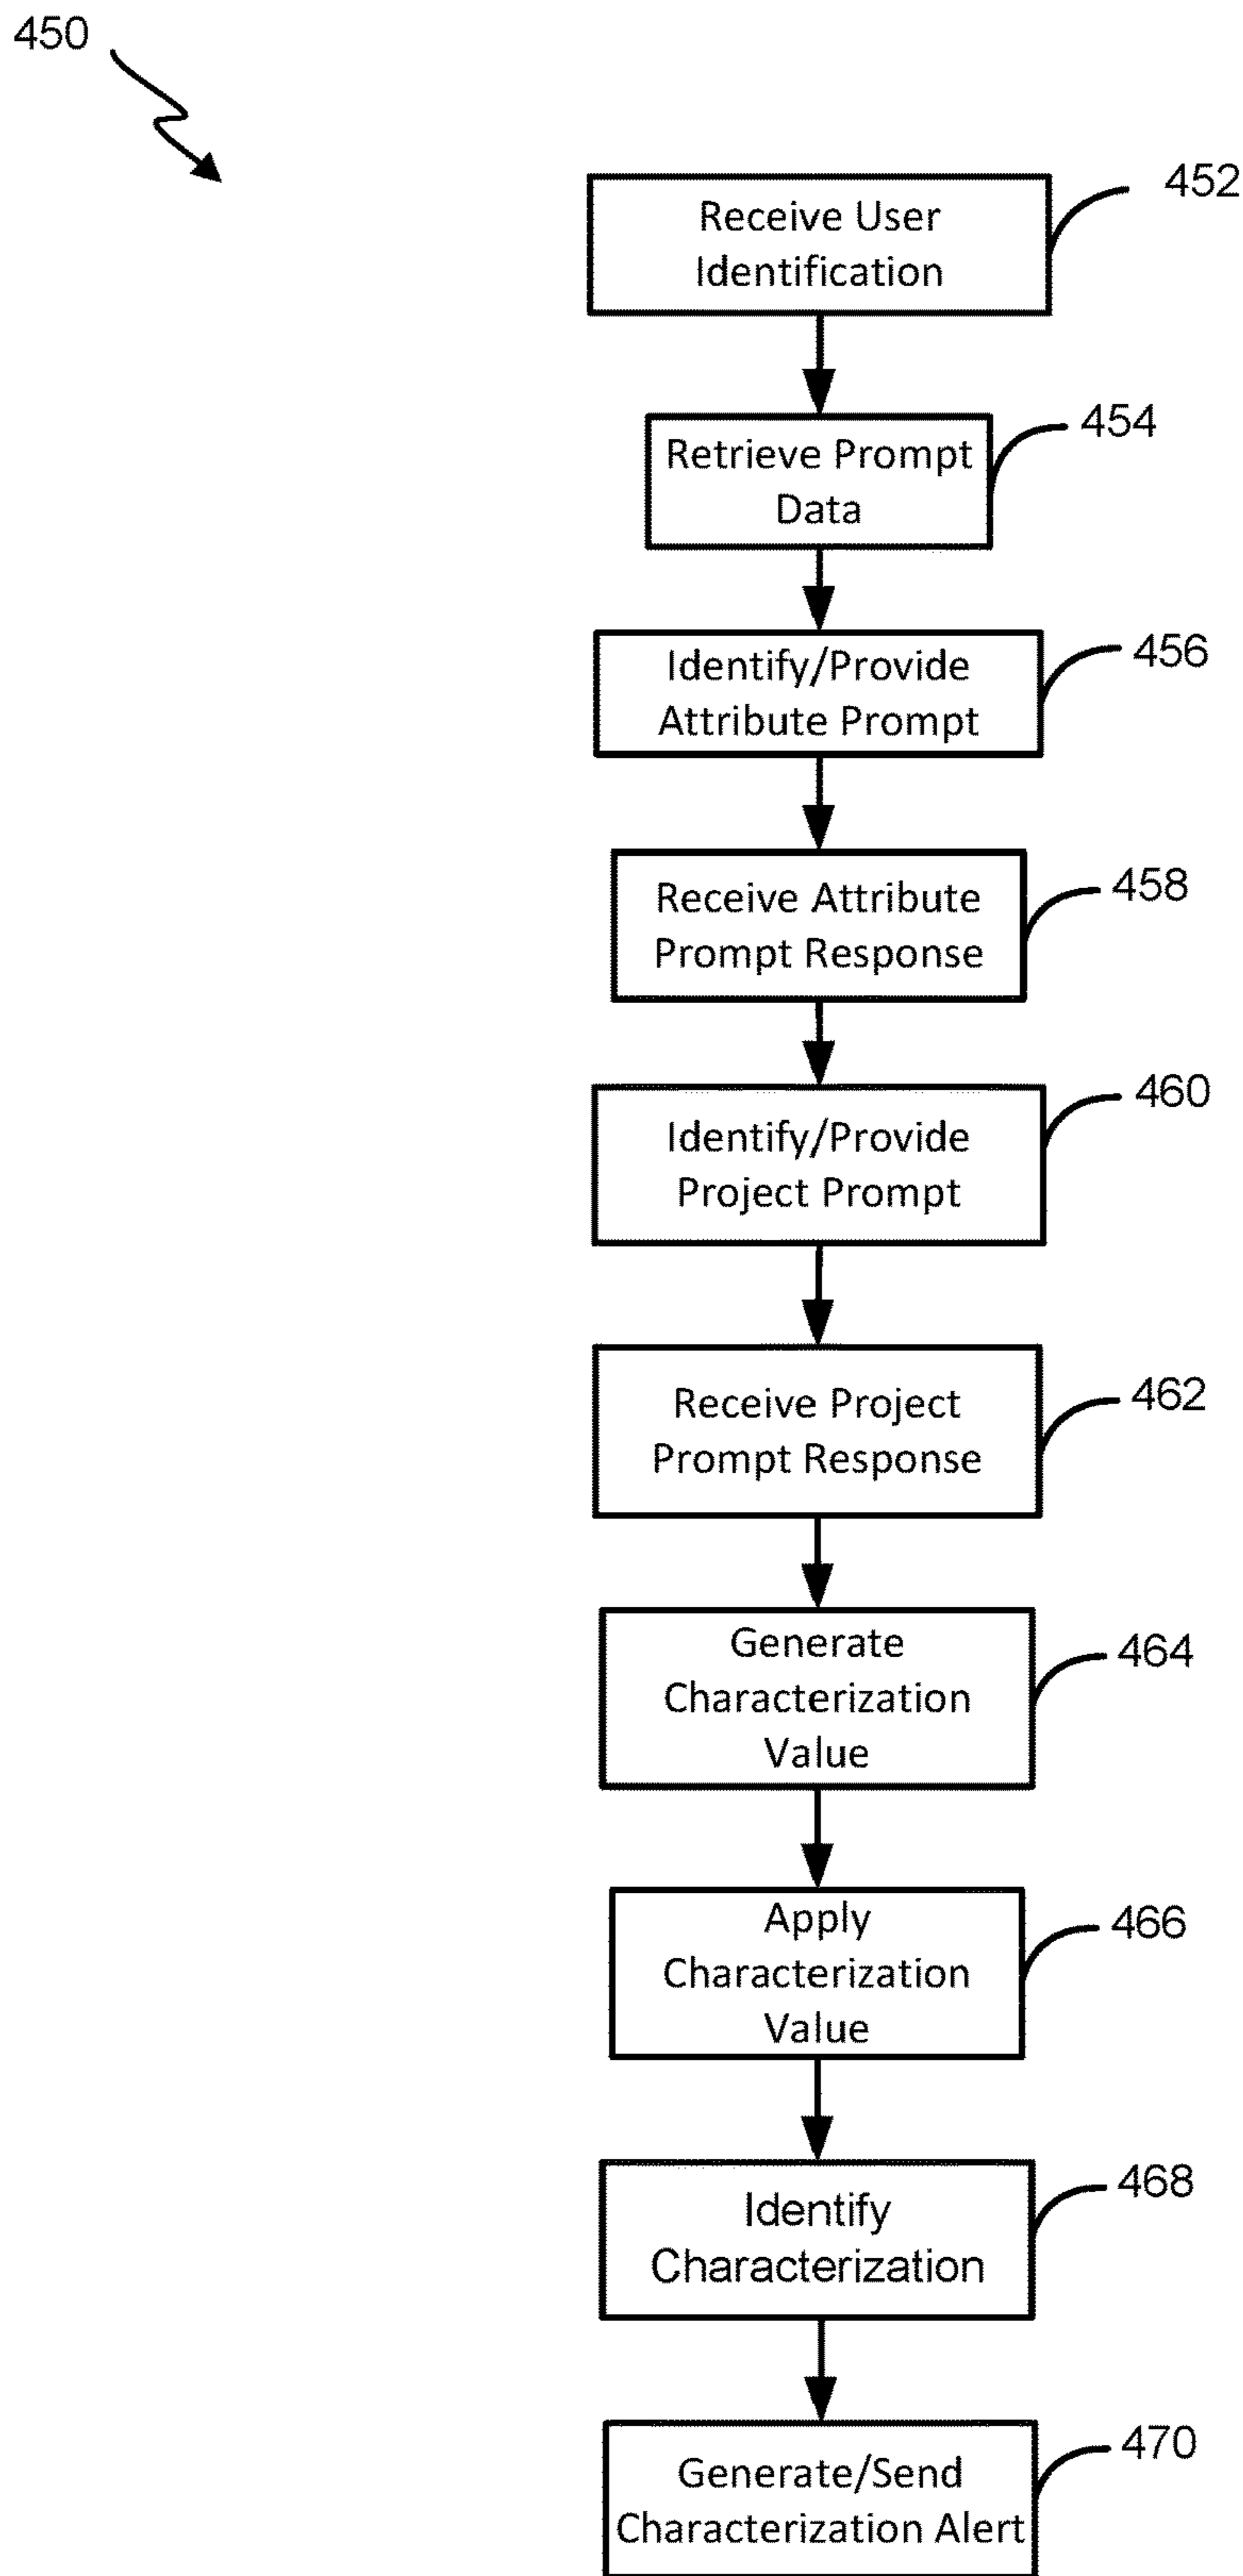 450
452
Receive User
Identification
454
Retrieve Prompt
Data
456
Identify/Provide
Attribute Prompt
458
Receive Attribute
Prompt Response
460
Identify/Provide
Project Prompt
462
Receive Project
Prompt Response
464
Generate
Characterization
Value
466
Apply
Characterization
Value
468
Identify
Characterization
470
Generate/Send
Characterization Alert